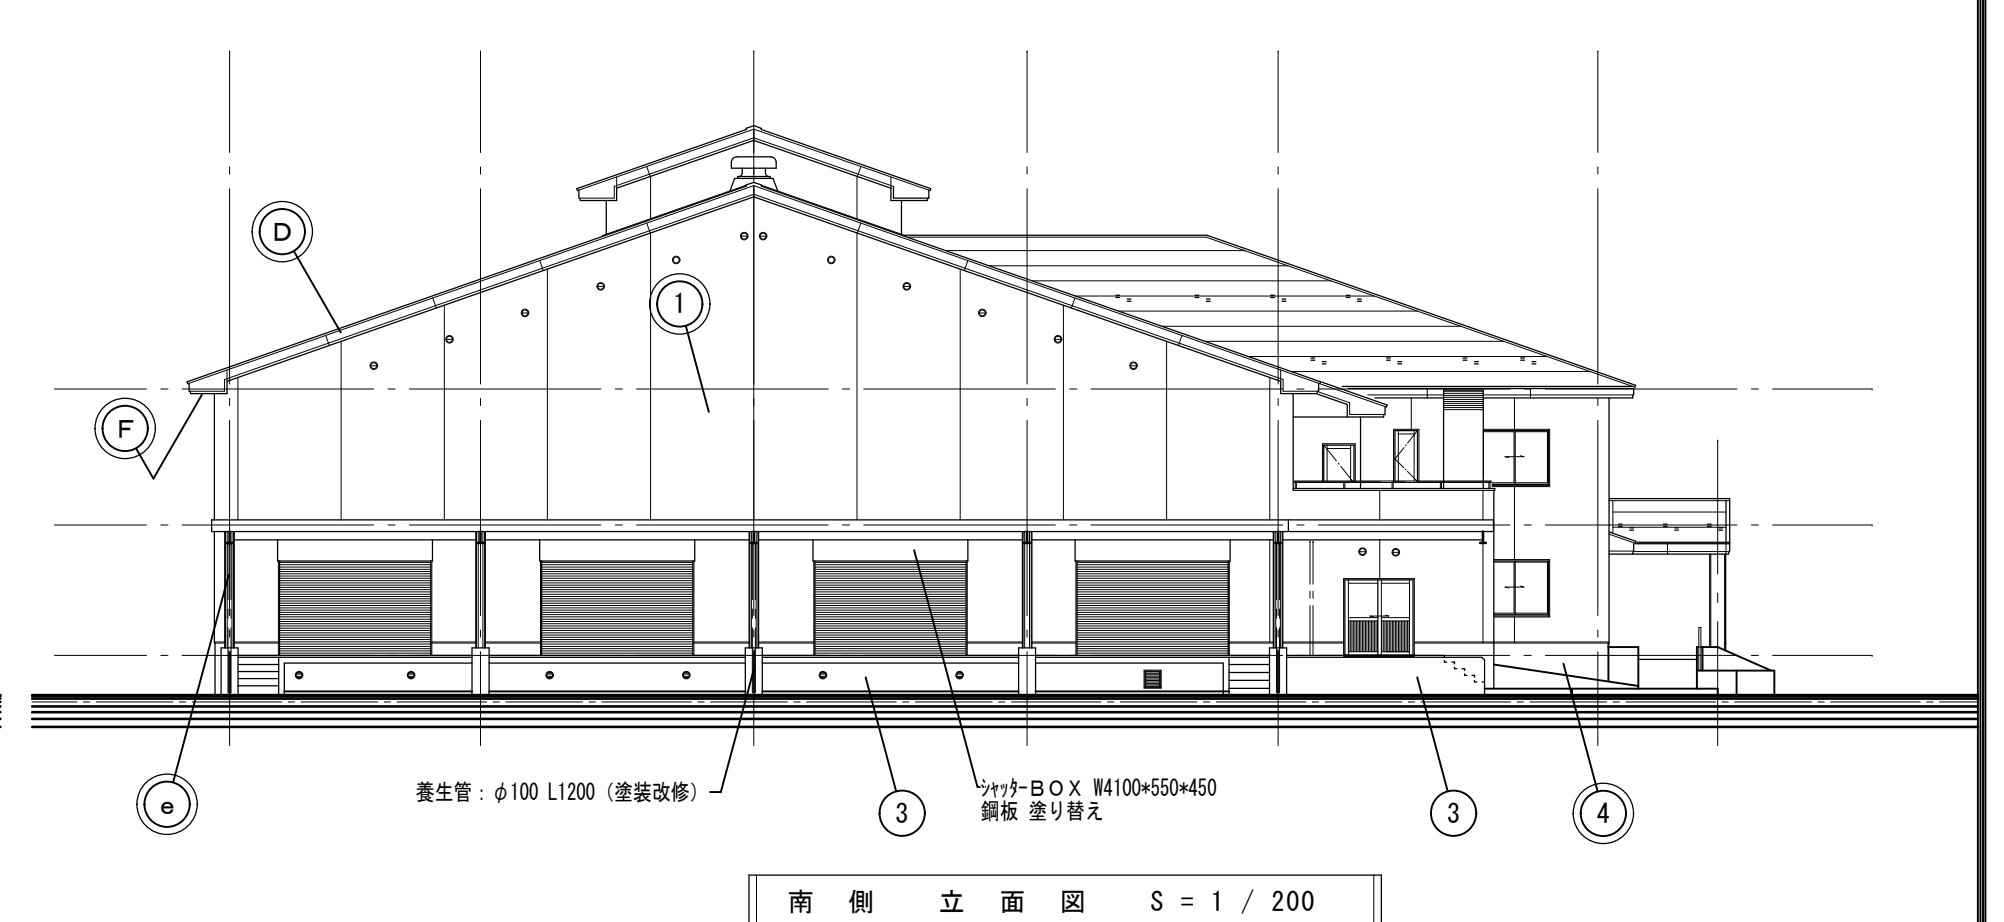 D
1
F
e
養生管：φ100 L1200（塗装改修）
3
ｼｬｯﾀｰＢＯＸ W4100*550*450
鋼板 塗り替え
3
4
南側 立面図 S = 1 / 200